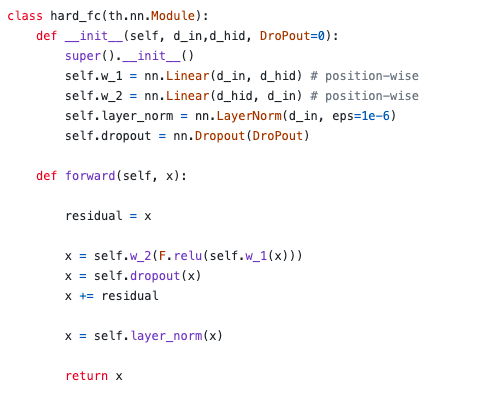 class hard_fc(th.nn.Module):
    def __init__(self, d_in,d_hid, DroPout=0):
        super().__init__()
        self.w_1 = nn.Linear(d_in, d_hid) # position-wise
        self.w_2 = nn.Linear(d_hid, d_in) # position-wise
        self.layer_norm = nn.LayerNorm(d_in, eps=1e-6)
        self.dropout = nn.Dropout(DroPout)

    def forward(self, x):

        residual = x

        x = self.w_2(F.relu(self.w_1(x)))
        x = self.dropout(x)
        x += residual

        x = self.layer_norm(x)

        return x